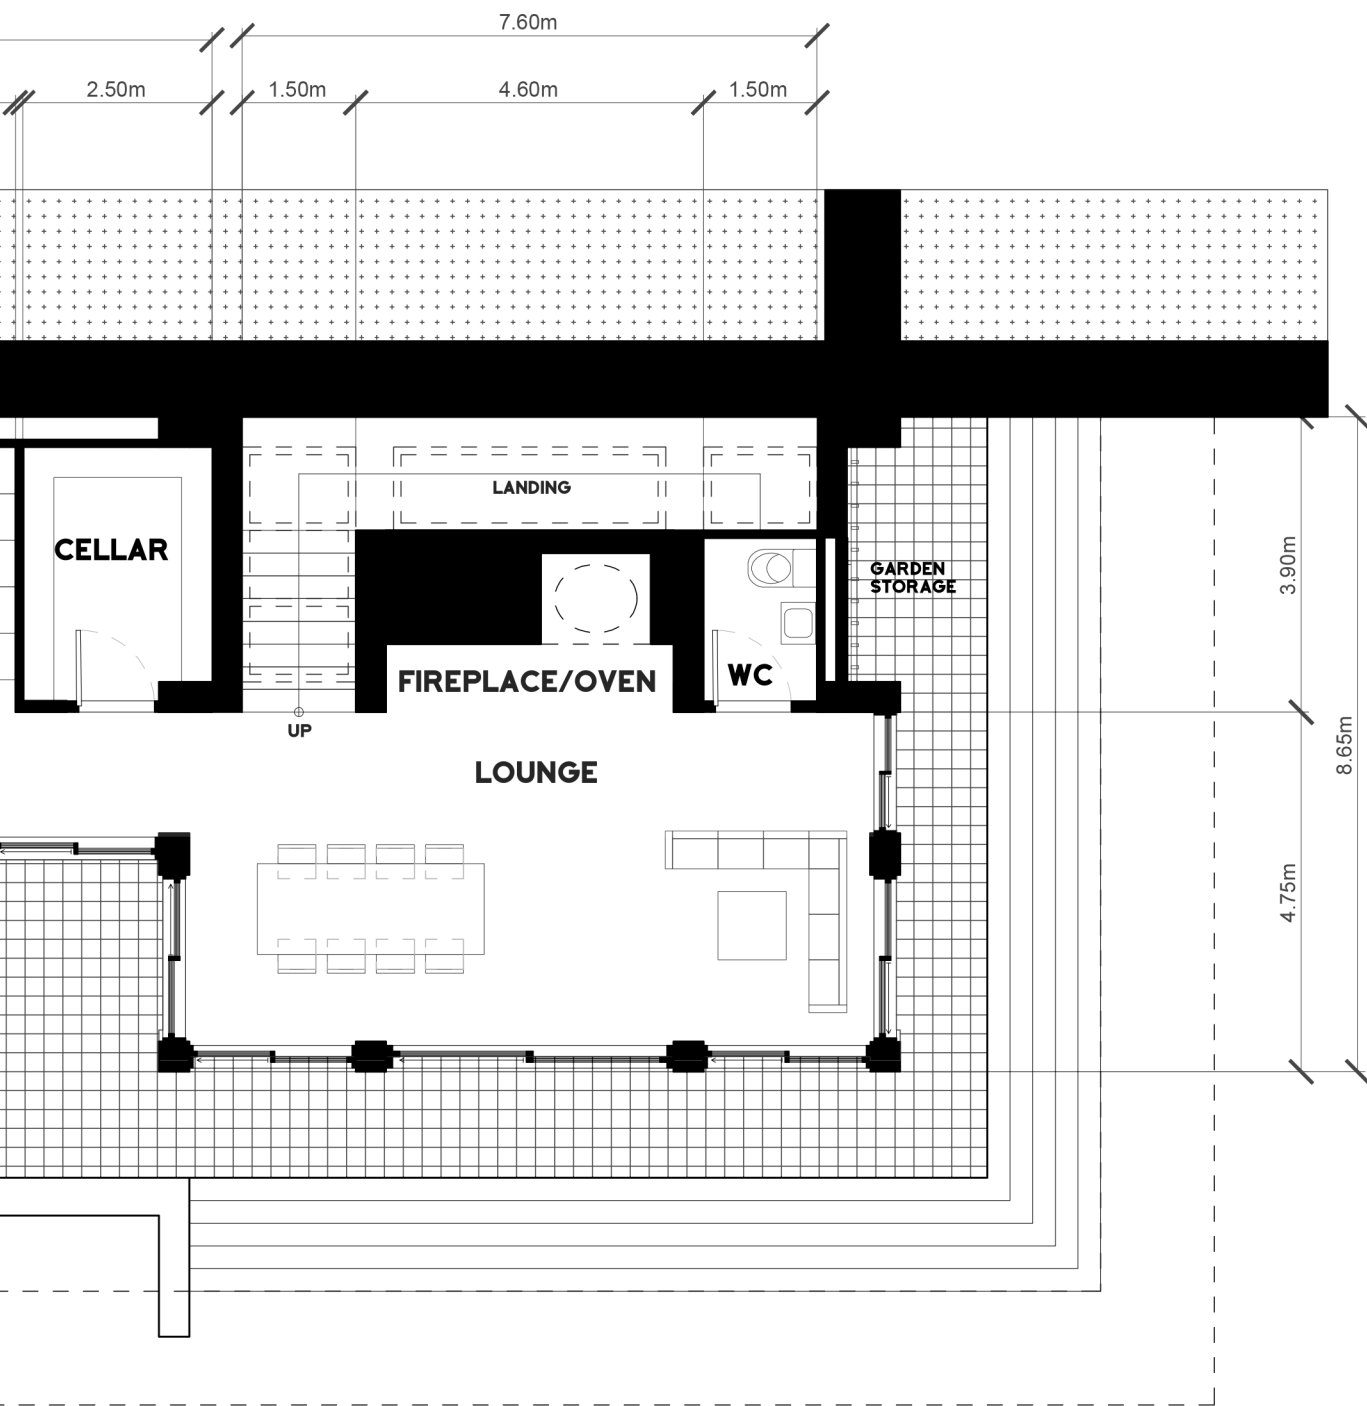 7.60m
2.50m
1.50m
4.60m
1.50m
LANDING
CELLAR
GARDEN
STORAGE
3.90m
WC
FIREPLACE/OVEN
UP
8.65m
LOUNGE
4.75m